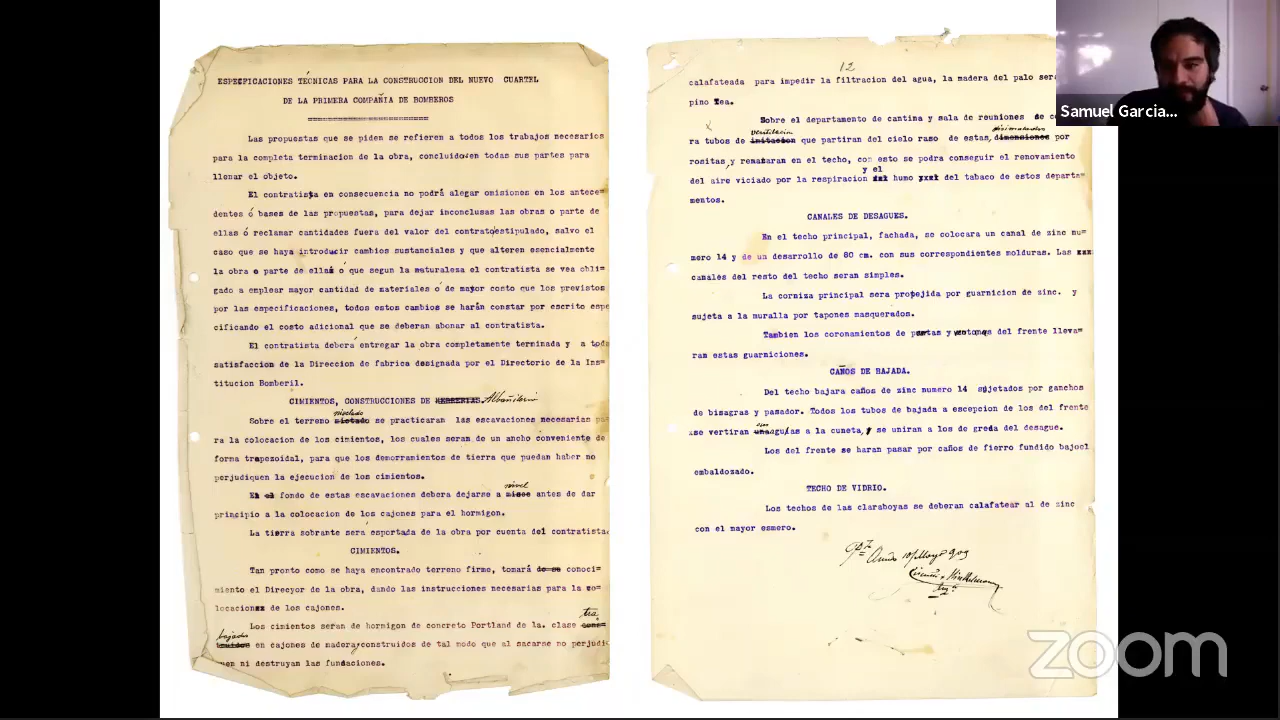 ESPECIFICACIONES TÉCNICAS PARA LA CONSTRUCCION DEL NUEVO CUARTEL
DE LA PRIMERA COMPAÑIA DE BOMBEROS
Las propuestas que se piden se refieren a todos los trabajos necesarios
para la completa terminacion de la obra, concluidoen todas sus partes para
llenar el objeto.
El contratista en consecuencia no podrá alegar omisiones en los antece=
dentes ó bases de las propuestas, para dejar inconclusas las obras o parte de
ellas ó reclamar cantidades fuera del valor del contrato estipulado, salvo el
caso que se haya introducir cambios sustanciales y que alteren esencialmente
la obra o parte de ella ó que segun la naturaleza el contratista se vea obli=
gado a emplear mayor cantidad de materiales ó de mayor costo que los previstos
por las especificaciones, todos estos cambios se harán constar por escrito espe
cificando el costo adicional que se deberan abonar al contratista.
El contratista deberá entregar la obra completamente terminada y a toda
satisfaccion de la Direccion de fabrica designada por el Directorio de la Ins=
titucion Bomberil.
CIMIENTOS, CONSTRUCCIONES DE Albañileria
nivelado
Sobre el terreno se practicaran las escavaciones necesarias pa
ra la colocacion de los cimientos, los cuales seran de un ancho conveniente de
forma trapezoidal, para que los demorramientos de tierra que puedan haber no
perjudiquen la ejecucion de los cimientos.
nivel
El fondo de estas escavaciones debera dejarse a antes de dar
principio a la colocacion de los cajones para el hormigon.
La tierra sobrante será esportada de la obra por cuenta del contratista.
CIMIENTOS.
Tan pronto como se haya encontrado terreno firme, tomará conoci=
miento el Direcyor de la obra, dando las instrucciones necesarias para la co=
locacion de los cajones.
tra
Los cimientos seran de hormigon de concreto Portland de la. clase
bajados
en cajones de madera construidos de tal modo que al sacarse no perjudi
quen ni destruyan las fundaciones.
12
calafateada para impedir la filtracion del agua, la madera del palo será
pino Tea.
Sobre el departamento de cantina y sala de reuniones se co
ventilacion
ra tubos de que partiran del cielo raso de estas, dimensiones por
rositas y remataran en el techo, con esto se podra conseguir el renovamiento
y el
del aire viciado por la respiracion humo del tabaco de estos departa=
mentos.
CANALES DE DESAGUES.
En el techo principal, fachada, se colocara un canal de zinc nu=
mero 14 y de un desarrollo de 80 cm. con sus correspondientes molduras. Las
canales del resto del techo seran simples.
La corniza principal sera protejida por guarnicion de zinc. y
sujeta a la muralla por tapones masquerados.
Tambien los coronamientos de y del frente lleva=
ran estas guarniciones.
CAÑOS DE BAJADA.
Del techo bajara caños de zinc numero 14 sujetados por ganchos
de bisagras y pasador. Todos los tubos de bajada a escepcion de los del frente
se vertiran aguas a la cuneta, y se uniran a los de greda del desague.
Los del frente se haran pasar por caños de fierro fundido bajoel
embaldozado.
TECHO DE VIDRIO.
Los techos de las claraboyas se deberan calafatear al de zinc
con el mayor esmero.
Samuel Garcia...
zoom